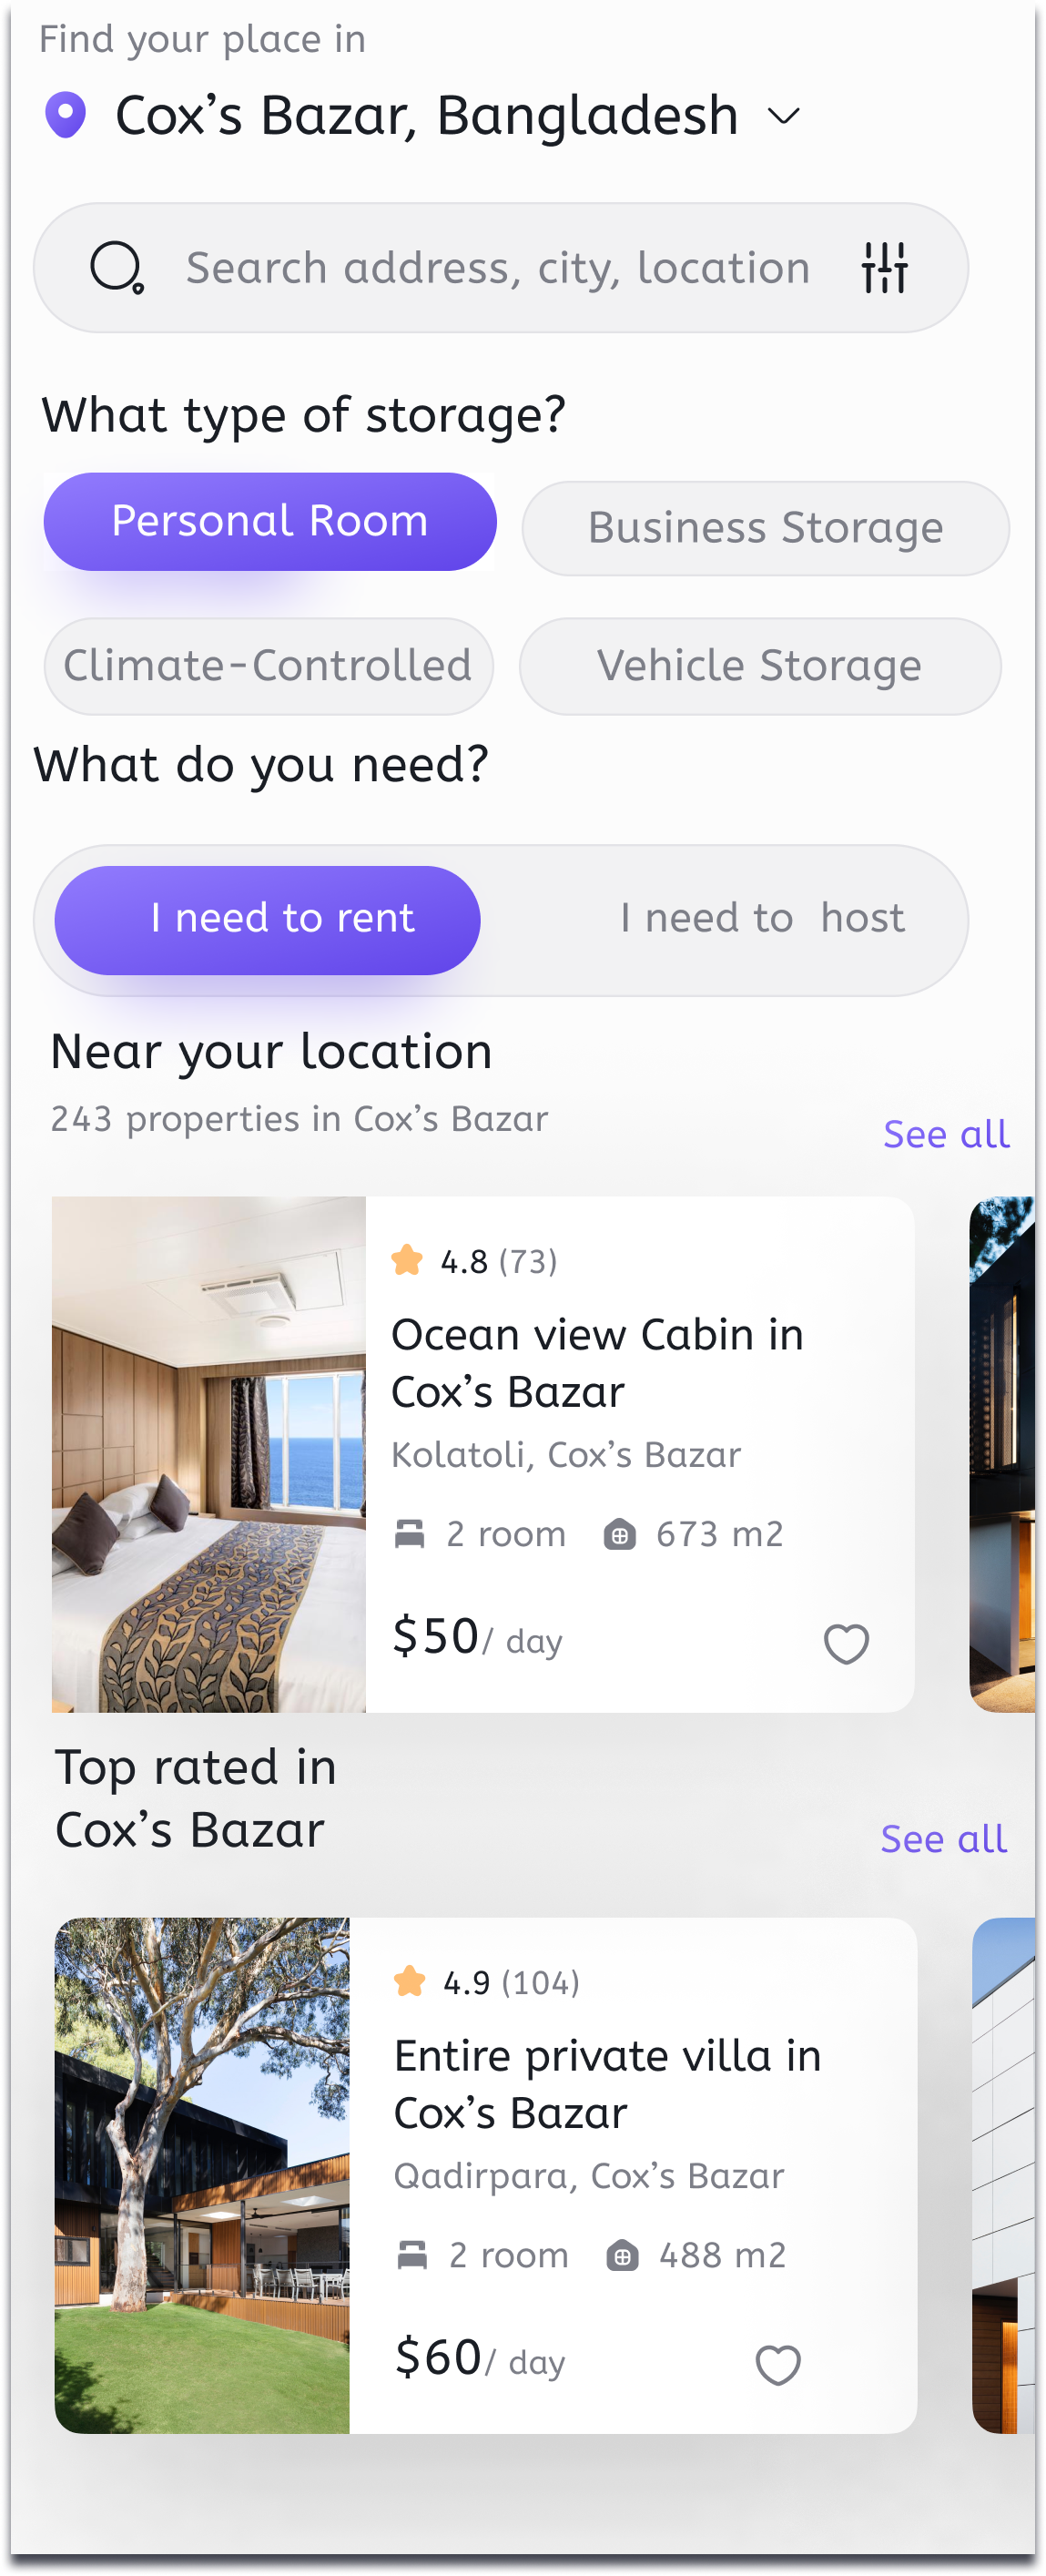 Find your place in
Cox’s Bazar, Bangladesh
Search address, city, location
What type of storage?
Personal Room
Business Storage
Climate-Controlled
Vehicle Storage
What do you need?
I need to rent
I need to  host
Near your location
243 properties in Cox’s Bazar
See all
4.8 (73)
Ocean view Cabin in
Cox’s Bazar
Kolatoli, Cox’s Bazar
2 room 673 m2
$50/ day
Top rated in
Cox’s Bazar
See all
4.9 (104)
Entire private villa in
Cox’s Bazar
Qadirpara, Cox’s Bazar
2 room 488 m2
$60/ day